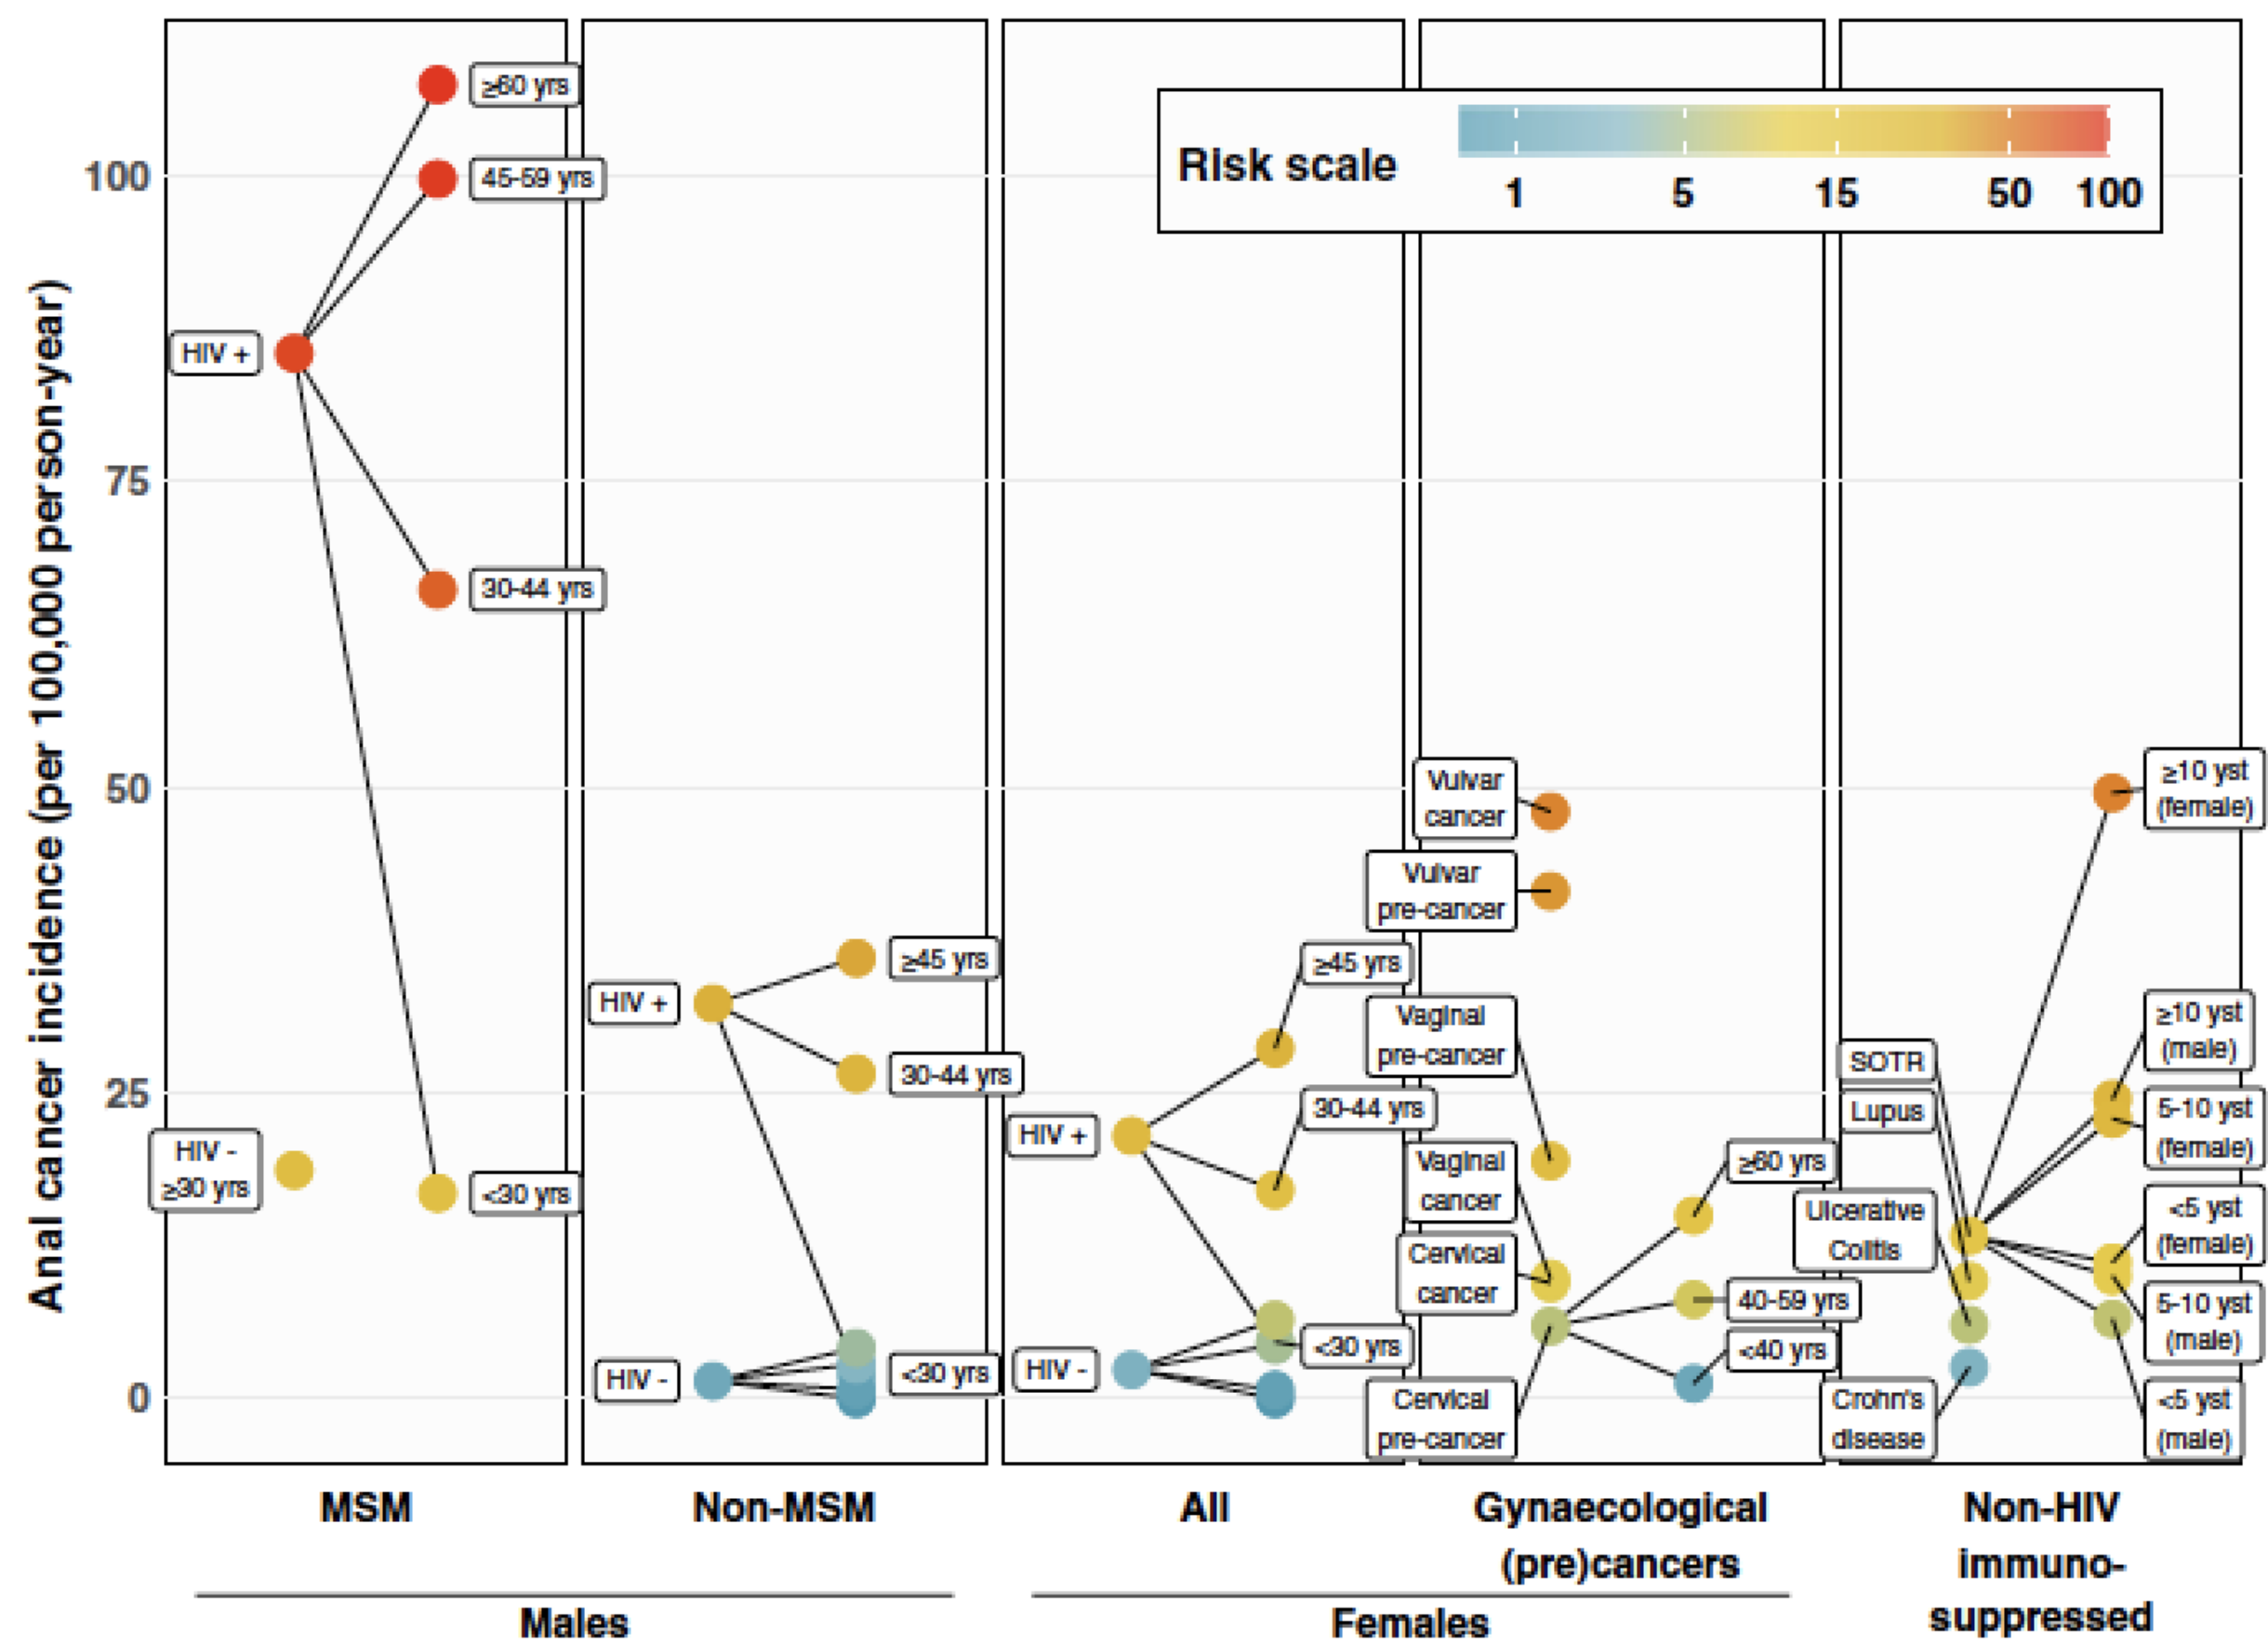 Anal cancer incidence (per 100,000 person-year)
100
75
50
25
0
Risk scale
1 5 15 50 100
≥60 yrs
45-59 yrs
HIV +
30-44 yrs
HIV -
≥30 yrs
<30 yrs
HIV +
≥45 yrs
30-44 yrs
HIV -
<30 yrs
HIV +
≥45 yrs
30-44 yrs
HIV -
<30 yrs
Vulvar
cancer
Vulvar
pre-cancer
Vaginal
pre-cancer
Vaginal
cancer
Cervical
cancer
Cervical
pre-cancer
≥60 yrs
40-59 yrs
<40 yrs
SOTR
Lupus
Ulcerative
Colitis
Crohn's
disease
≥10 yst
(female)
≥10 yst
(male)
5-10 yst
(female)
<5 yst
(female)
5-10 yst
(male)
<5 yst
(male)
MSM
Non-MSM
All
Gynaecological
(pre)cancers
Non-HIV
immuno-
suppressed
Males
Females